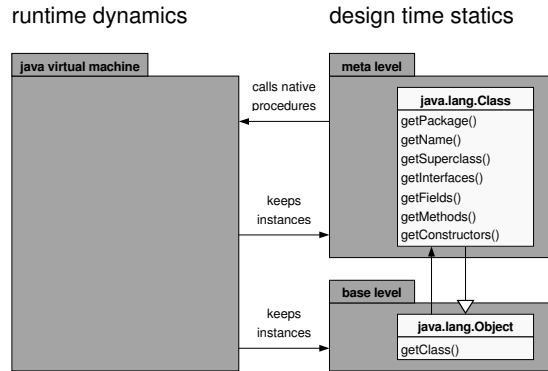 runtime dynamics
design time statics
java virtual machine
meta level
calls native
procedures
java.lang.Class
getPackage()
getName()
getSuperclass()
getInterfaces()
getFields()
getMethods()
getConstructors()
keeps
instances
base level
keeps
instances
java.lang.Object
getClass()